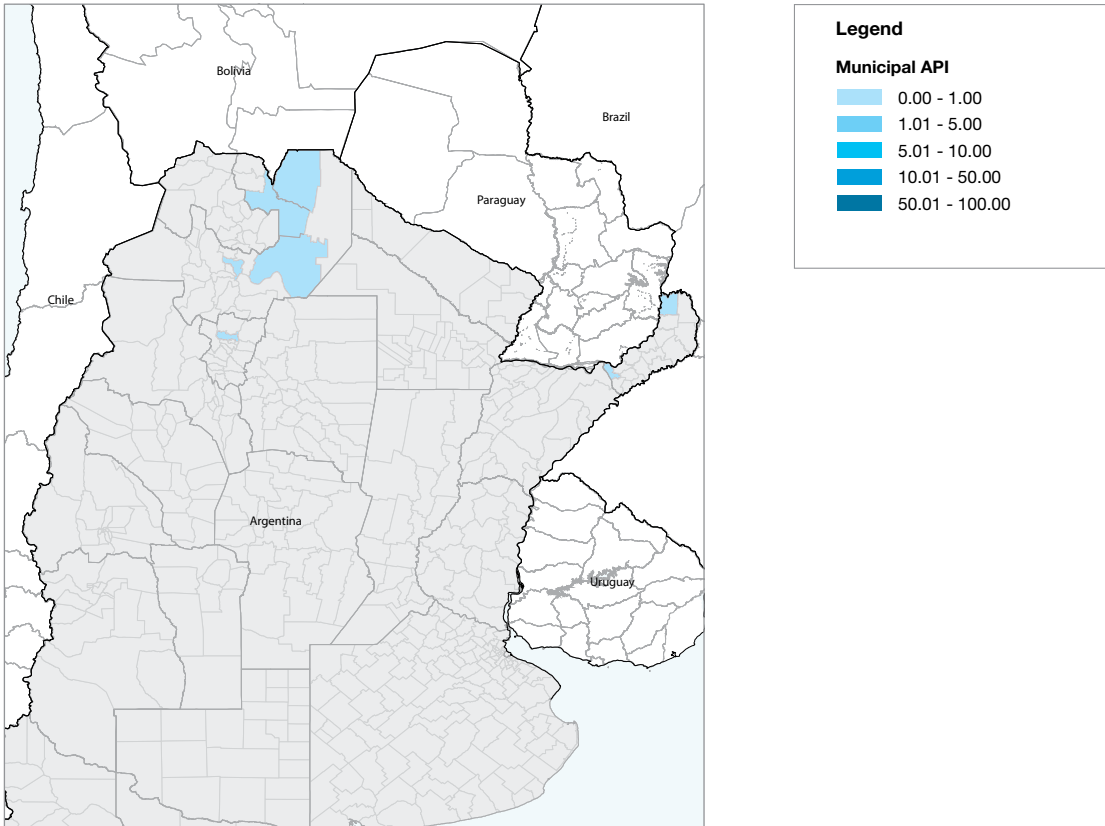 Bolivia
Brazil
Paraguay
Chile
Argentina
Uruguay
Legend
Municipal API
0.00 - 1.00
1.01 - 5.00
5.01 - 10.00
10.01 - 50.00
50.01 - 100.00